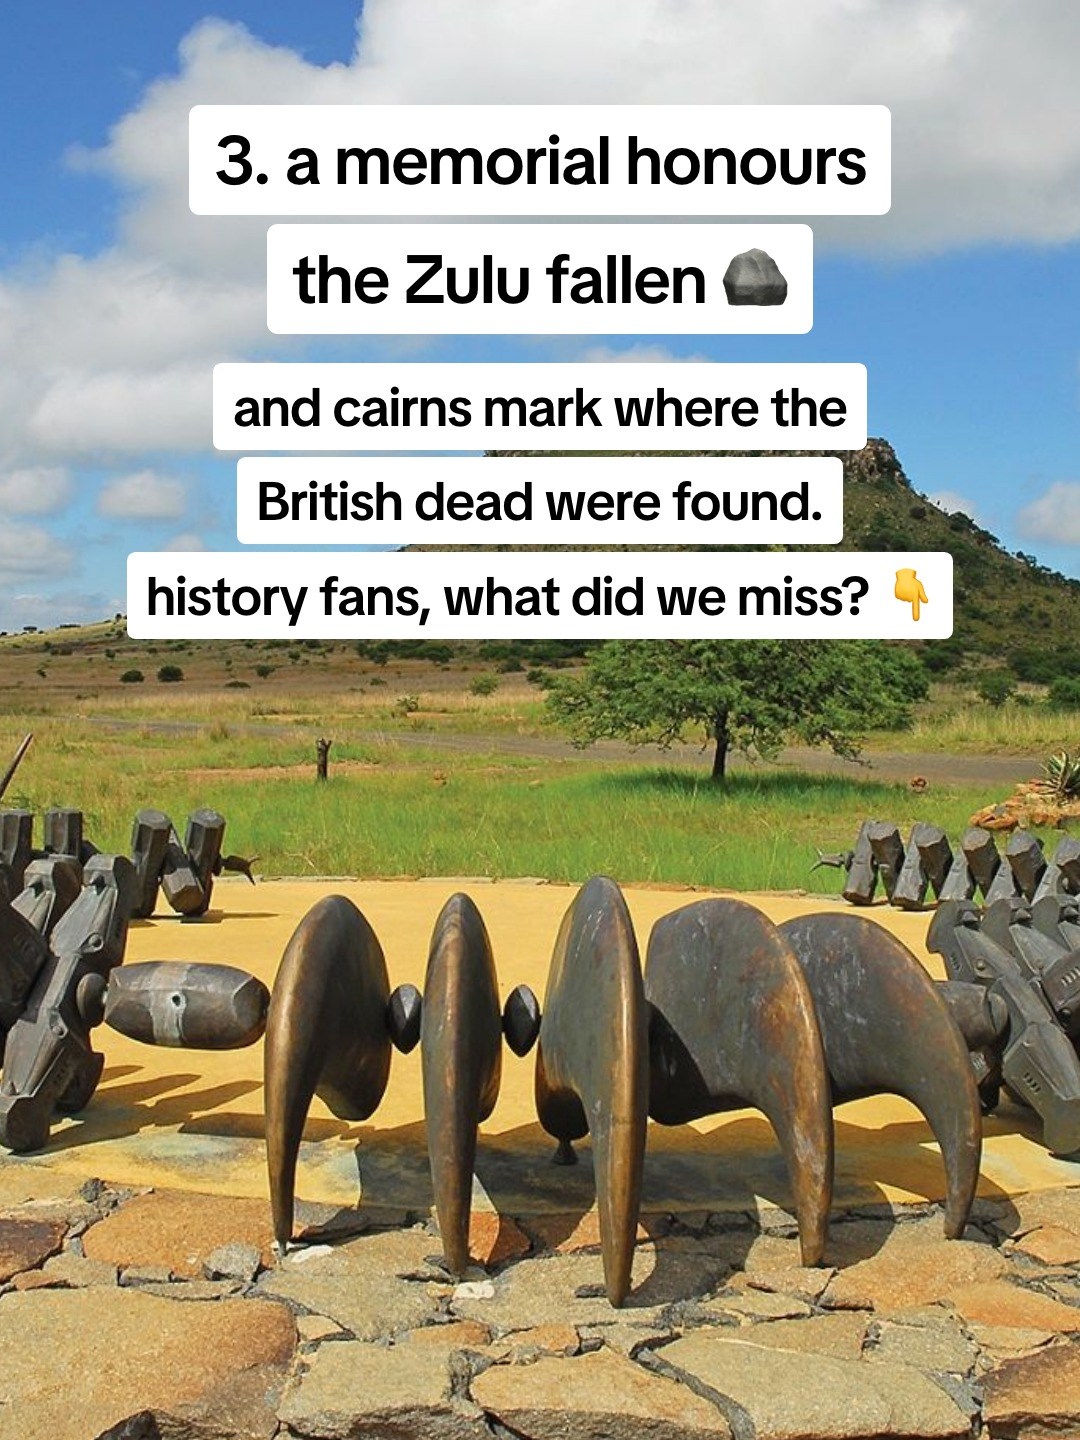 3. a memorial honours
the Zulu fallen 🪨
and cairns mark where the
British dead were found.
history fans, what did we miss? 👇